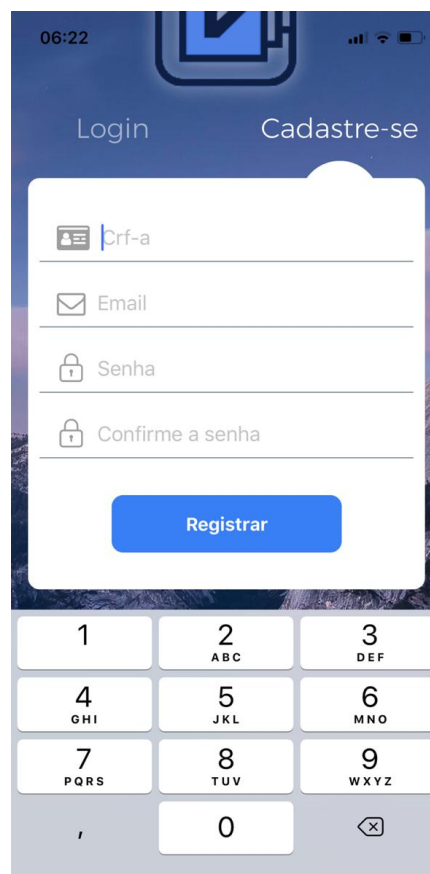 06:22
Login Cadastre-se
Crf-a
Email
Senha
Confirme a senha
Registrar
1 2 3
ABC DEF
4 5 6
GHI JKL MNO
7 8 9
PQRS TUV WXYZ
, 0